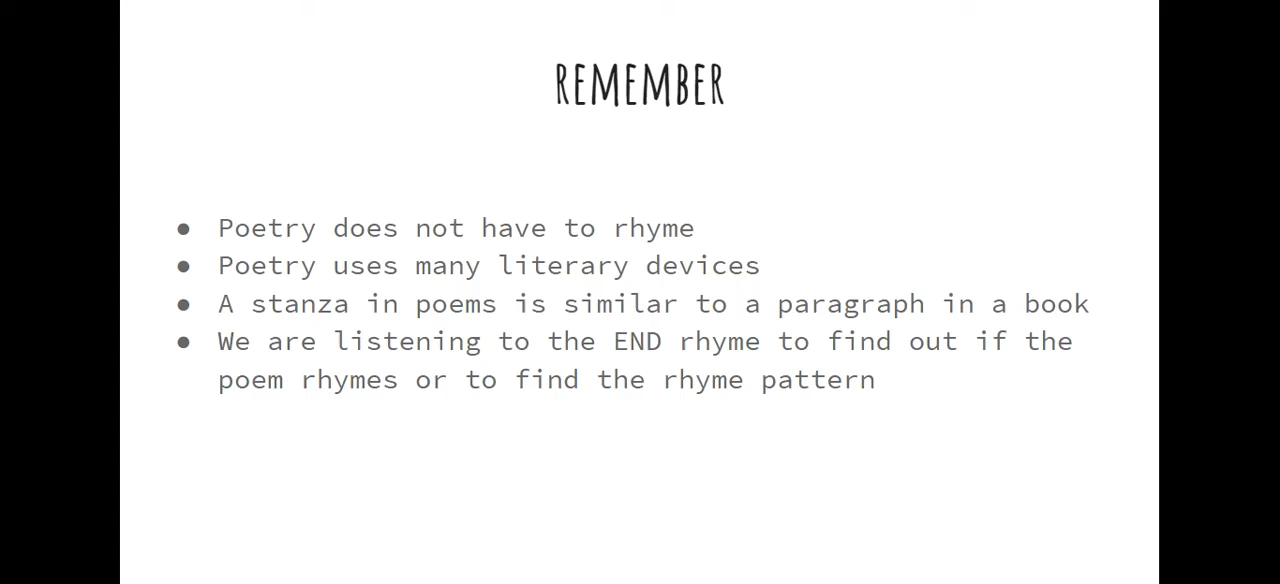 REMEMBER
● Poetry does not have to rhyme
● Poetry uses many literary devices
● A stanza in poems is similar to a paragraph in a book
● We are listening to the END rhyme to find out if the
poem rhymes or to find the rhyme pattern